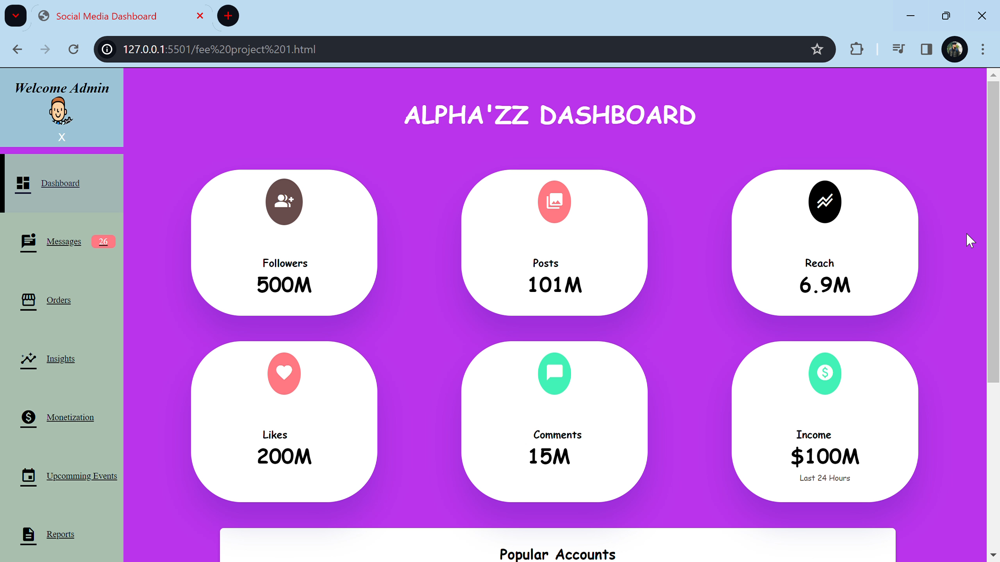 Social Media Dashboard
127.0.0.1:5501/fee%20project%201.html
Welcome Admin
X
Dashboard
Messages 26
Orders
Insights
Monetization
Upcomming Events
Reports
ALPHA'ZZ DASHBOARD
Followers
500M
Posts
101M
Reach
6.9M
Likes
200M
Comments
15M
Income
$100M
Last 24 Hours
Popular Accounts